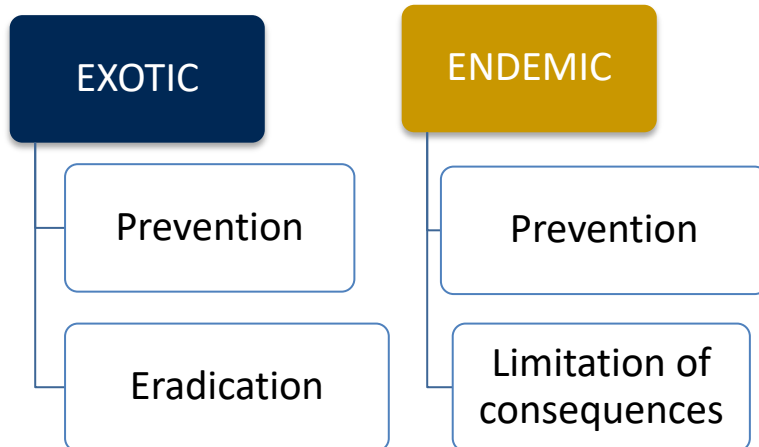 EXOTIC
Prevention
Eradication
ENDEMIC
Prevention
Limitation of
consequences